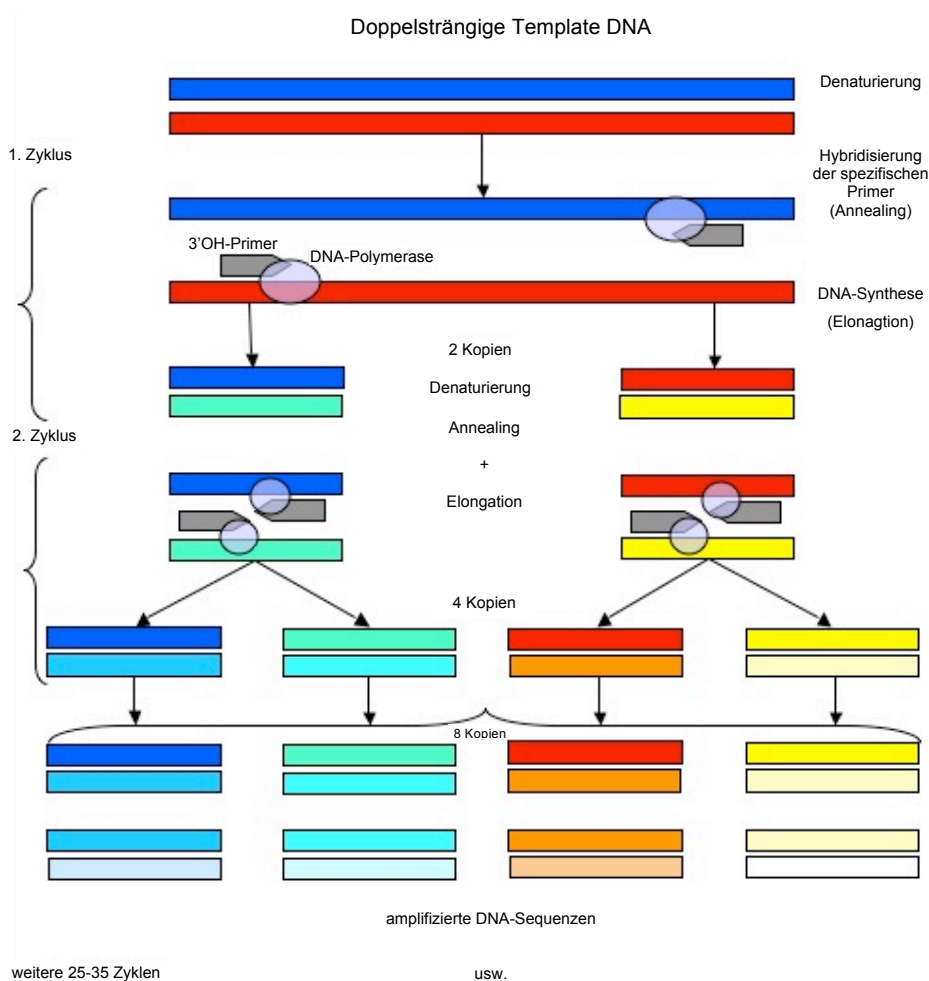 Doppelsträngige Template DNA
Denaturierung
1. Zyklus
Hybridisierung
der spezifischen
Primer
(Annealing)
3'OH-Primer
DNA-Polymerase
DNA-Synthese
(Elonagtion)
2 Kopien
Denaturierung
2. Zyklus
Annealing
+
Elongation
4 Kopien
8 Kopien
amplifizierte DNA-Sequenzen
weitere 25-35 Zyklen
usw.